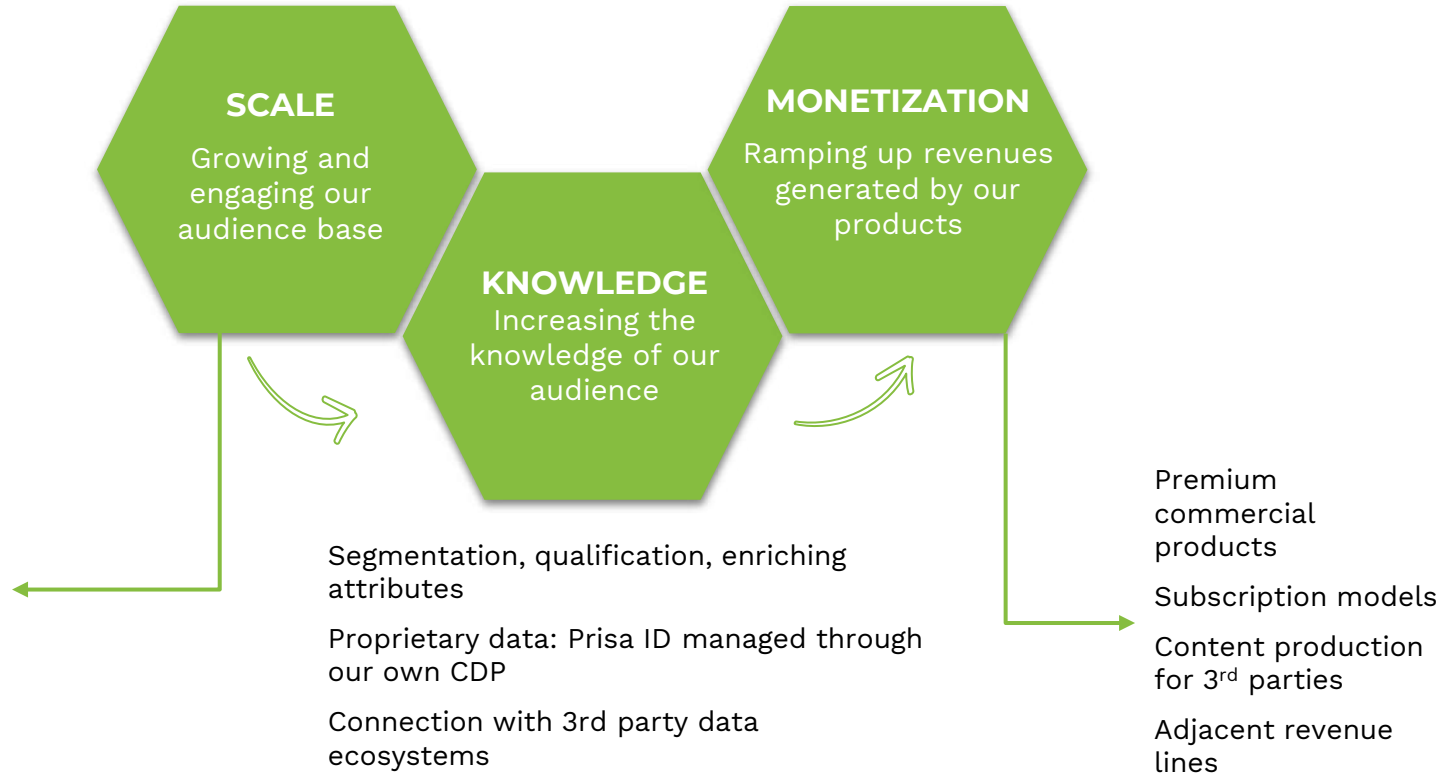 SCALE
Growing and
engaging our
audience base
KNOWLEDGE
Increasing the
knowledge of our
audience
MONETIZATION
Ramping up revenues
generated by our
products
Segmentation, qualification, enriching
attributes
Proprietary data: Prisa ID managed through
our own CDP
Connection with 3rd party data
ecosystems
Premium
commercial
products
Subscription models
Content production
for 3rd parties
Adjacent revenue
lines